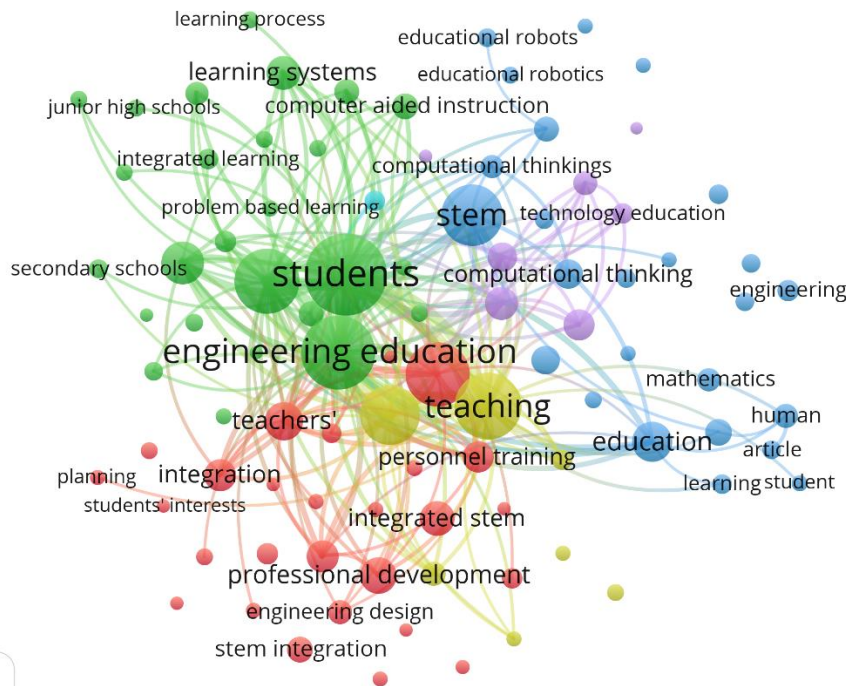 learning process
educational robots
learning systems
educational robotics
junior high schools
computer aided instruction
integrated learning
computational thinkings
problem based learning
stem
technology education
secondary schools
students
computational thinking
engineering
engineering education
mathematics
teachers'
teaching
human
education
article
personnel training
planning
integration
learning
student
students' interests
integrated stem
professional development
engineering design
stem integration